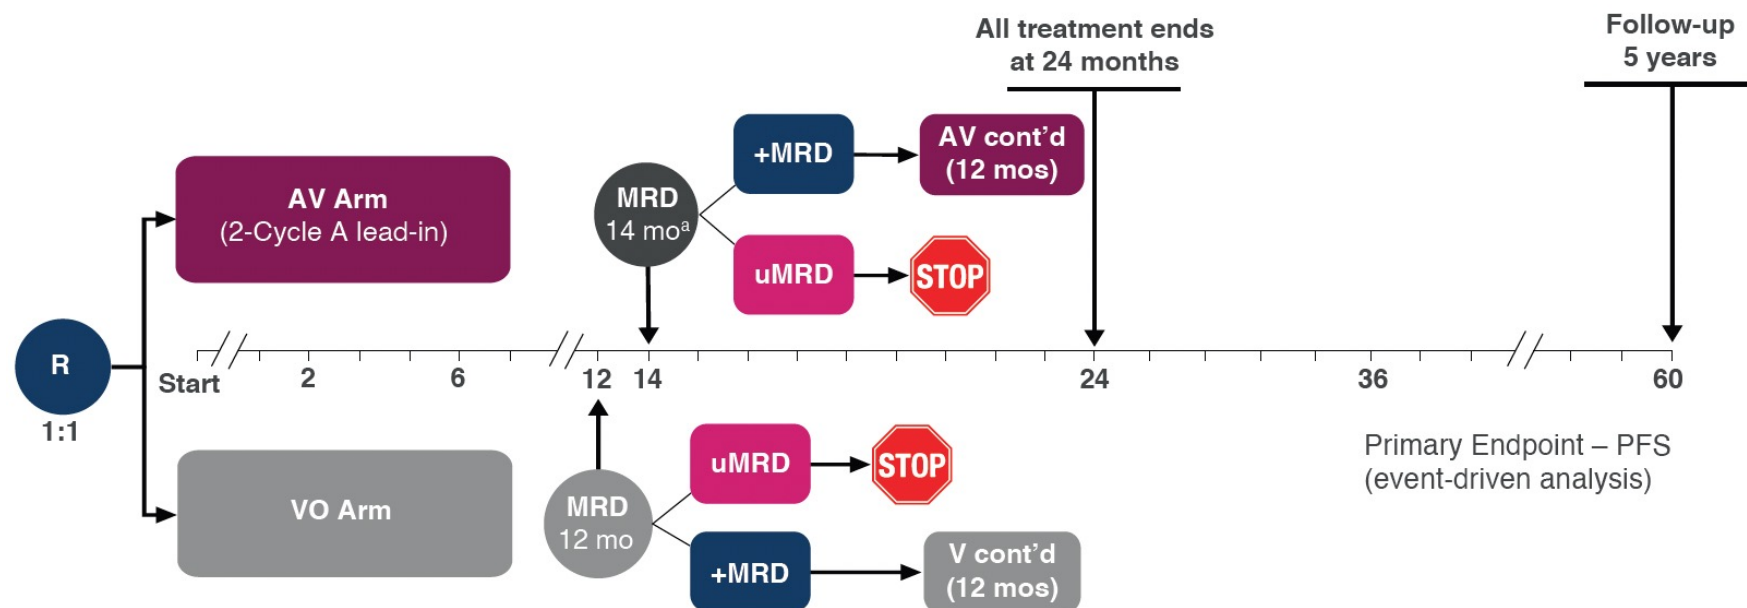 All treatment ends
at 24 months
Follow-up
5 years
AV Arm
(2-Cycle A lead-in)
MRD
14 moᵃ
+MRD
AV cont’d
(12 mos)
uMRD
STOP
R
1:1
Start
2
6
12
14
24
36
60
VO Arm
MRD
12 mo
uMRD
STOP
+MRD
V cont’d
(12 mos)
Primary Endpoint – PFS
(event-driven analysis)